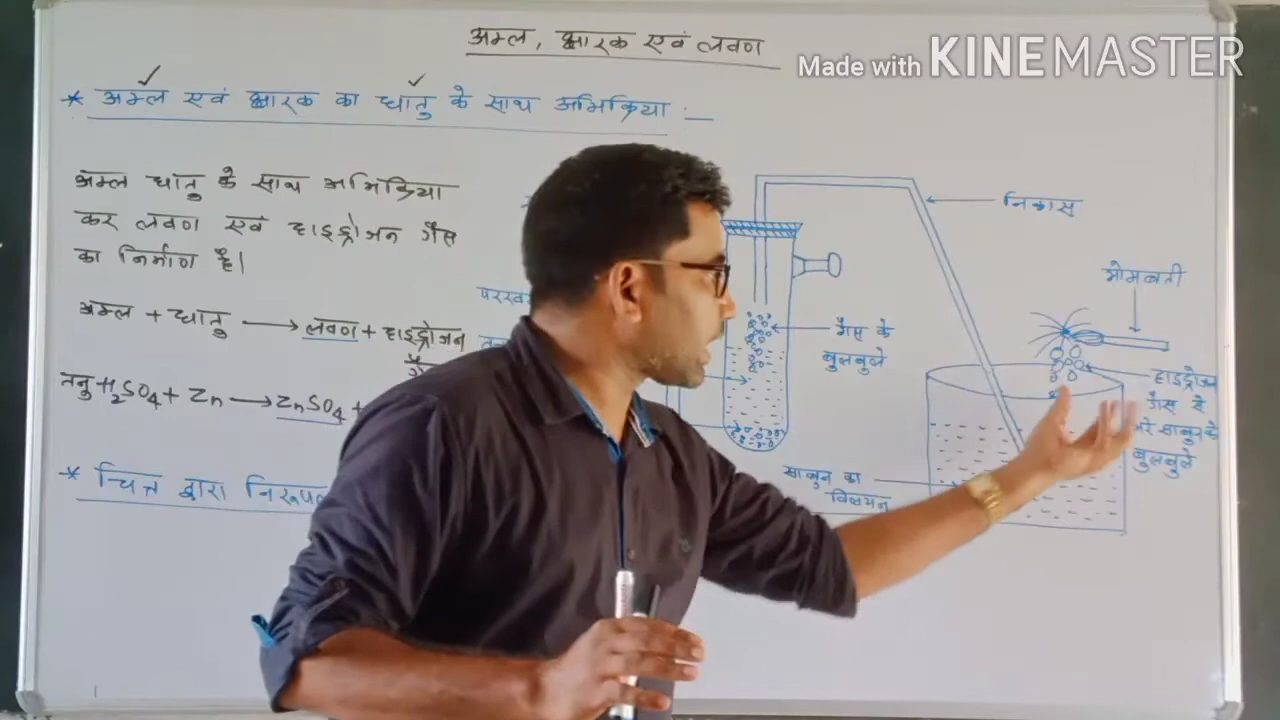 अम्ल, क्षारक एवं लवण
Made with KINEMASTER
* अम्ल एवं क्षारक का धातु के साथ अभिक्रिया :
अम्ल धातु के साथ अभिक्रिया
कर लवण एवं हाइड्रोजन गैस
का निर्माण है।
अम्ल + धातु → लवण + हाइड्रोजन
गैस
तनु H₂SO₄ + Zn → ZnSO₄ +
* चित्र द्वारा निरूपण
निकास
मोमबत्ती
गैस के
बुलबुले
हाइड्रोजन
गैस से
भरे साबुन के
बुलबुले
साबुन का
विलयन